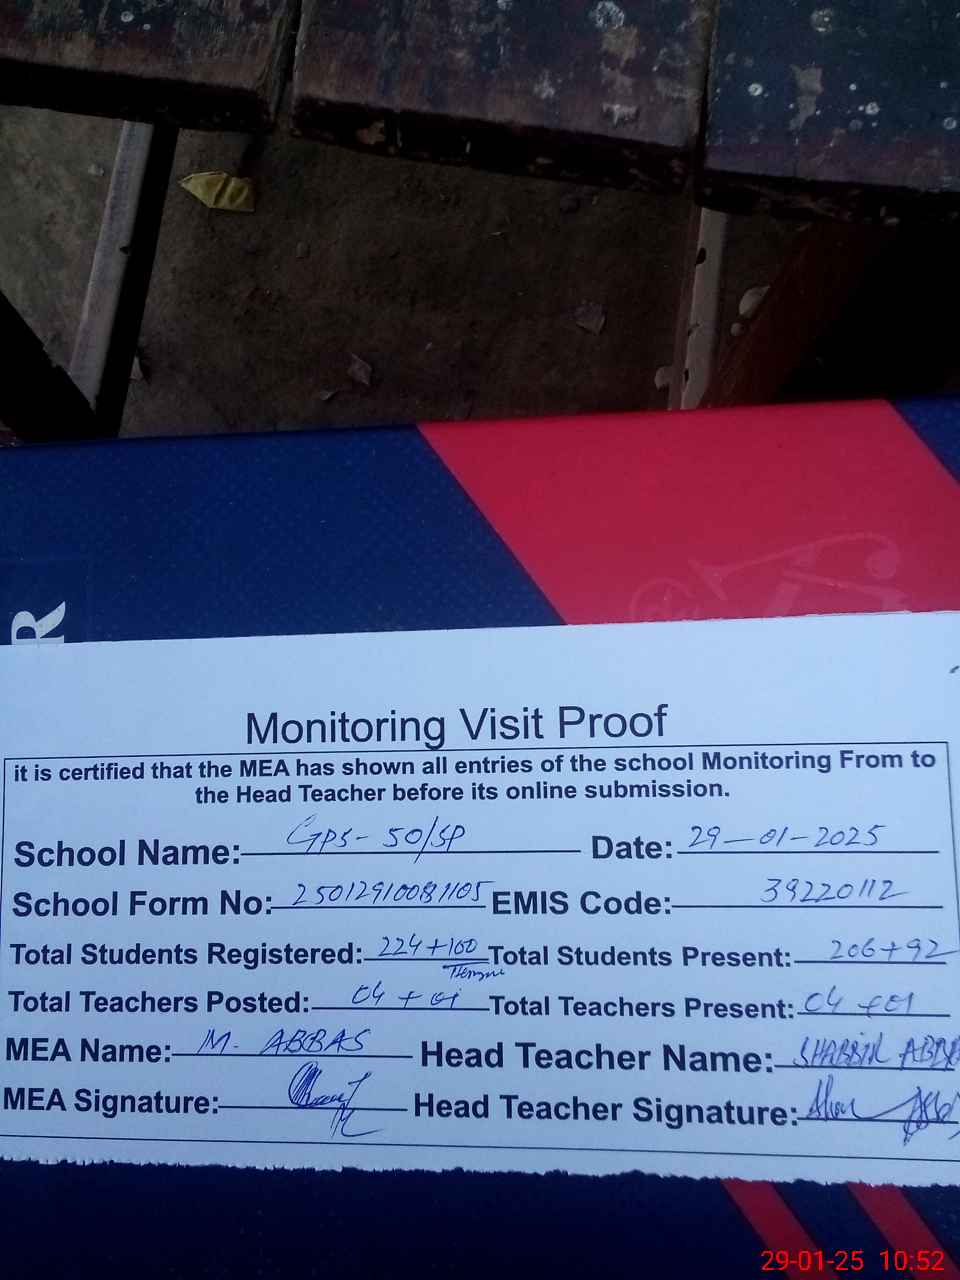 R
Monitoring Visit Proof
it is certified that the MEA has shown all entries of the school Monitoring From to
the Head Teacher before its online submission.
School Name: GPS-50/SP Date: 29-01-2025
School Form No: 25012910081105 EMIS Code: 39220112
Total Students Registered: 224+100 Total Students Present: 206+92
Total Teachers Posted: 04 + 01 Total Teachers Present: 04 + 01
MEA Name: M. ABBAS Head Teacher Name: SHABBIR ABB
MEA Signature: Head Teacher Signature:
29-01-25 10:52